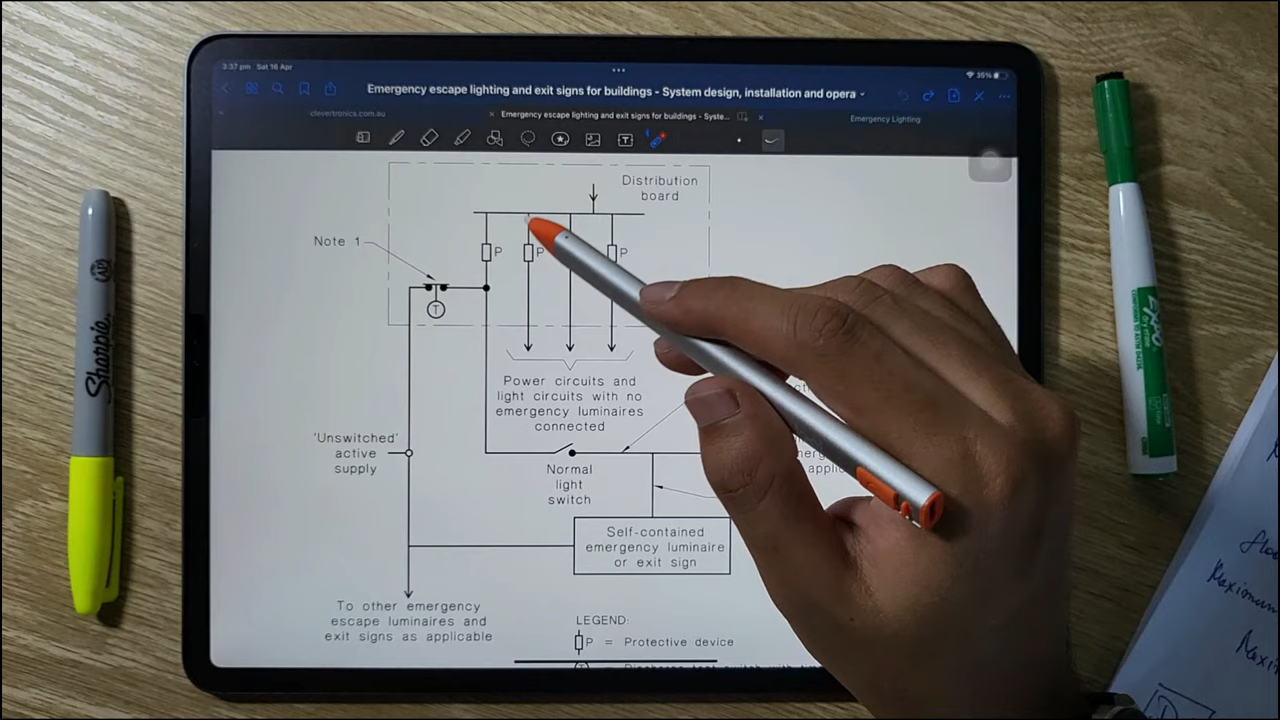 3:37 pm Sat 16 Apr
35%
Emergency escape lighting and exit signs for buildings - System design, installation and opera
clevertronics.com.au
Emergency escape lighting and exit signs for buildings - Syste...
Emergency Lighting
Distribution
board
Note 1
P
P
P
T
Power circuits and
light circuits with no
emergency luminaires
connected
'Unswitched'
active
supply
Normal
light
switch
Self-contained
emergency luminaire
or exit sign
To other emergency
escape luminaires and
exit signs as applicable
LEGEND:
P = Protective device
Sharpie
AP
Expo
Maximum